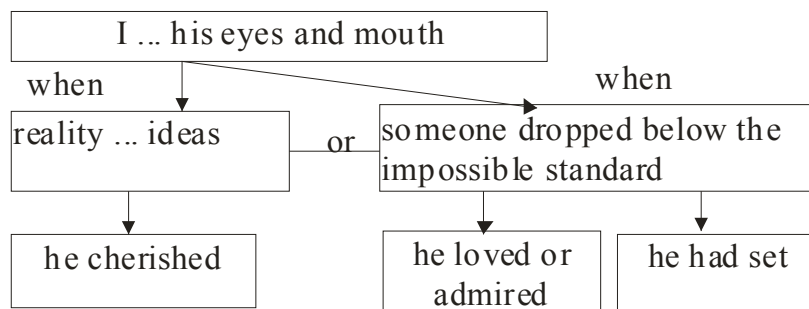 I ... his eyes and mouth
when
when
reality ... ideas
or
someone dropped below the
impossible standard
he cherished
he loved or
admired
he had set